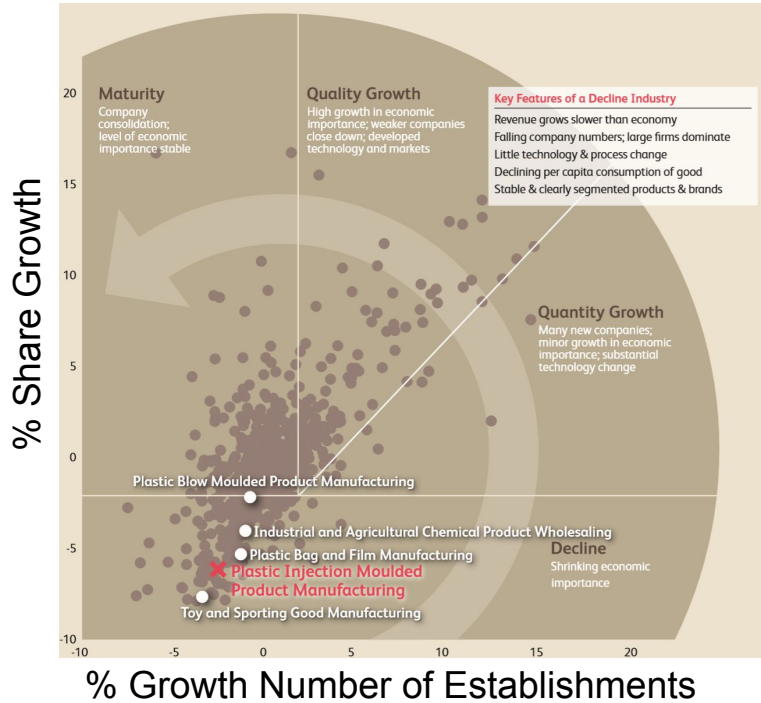 Maturity
Company
consolidation;
level of economic
importance stable
Quality Growth
High growth in economic
importance; weaker companies
close down; developed
technology and markets
Key Features of a Decline Industry
Revenue grows slower than economy
Falling company numbers; large firms dominate
Little technology & process change
Declining per capita consumption of good
Stable & clearly segmented products & brands
Quantity Growth
Many new companies;
minor growth in economic
importance; substantial
technology change
% Share Growth
20
15
10
5
0
-5
-10
Plastic Blow Moulded Product Manufacturing
Industrial and Agricultural Chemical Product Wholesaling
Plastic Bag and Film Manufacturing
Plastic Injection Moulded
Product Manufacturing
Toy and Sporting Good Manufacturing
Decline
Shrinking economic
importance
-10 -5 0 5 10 15 20
% Growth Number of Establishments